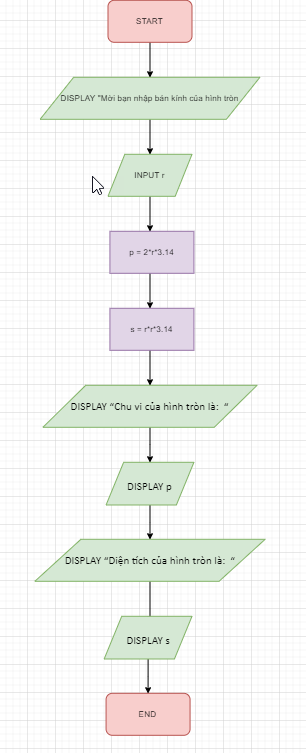 START
DISPLAY "Mời bạn nhập bán kính của hình tròn
INPUT r
p = 2*r*3.14
s = r*r*3.14
DISPLAY “Chu vi của hình tròn là:  “
DISPLAY p
DISPLAY “Diện tích của hình tròn là:  “
DISPLAY s
END